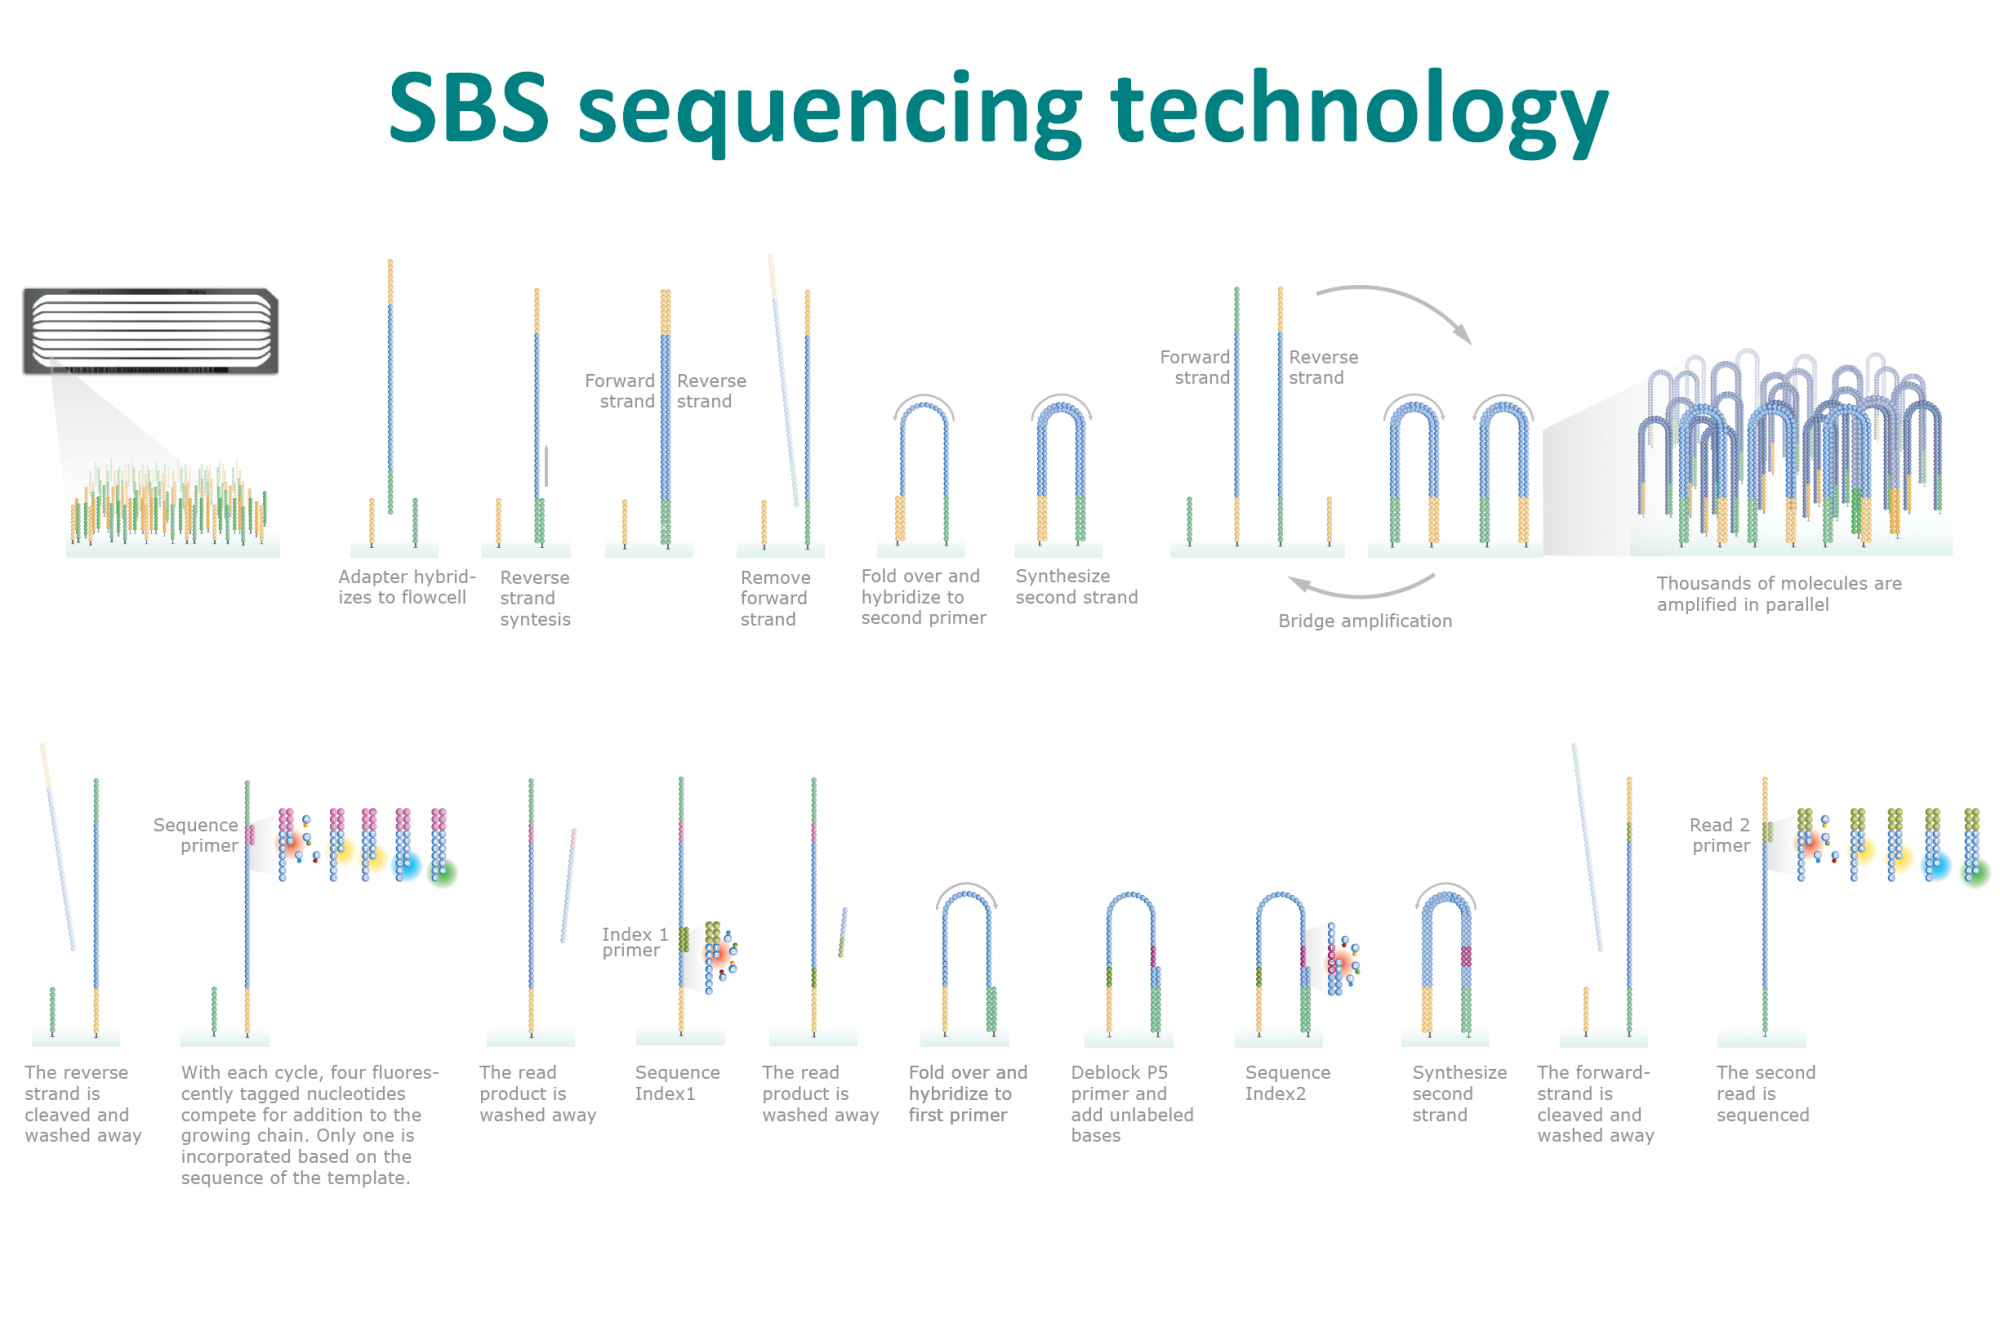 SBS sequencing technology
Forward
strand
Reverse
strand
Forward
strand
Reverse
strand
Adapter hybrid-
izes to flowcell
Reverse
strand
syntesis
Remove
forward
strand
Fold over and
hybridize to
second primer
Synthesize
second strand
Bridge amplification
Thousands of molecules are
amplified in parallel
Sequence
primer
Index 1
primer
Read 2
primer
The reverse
strand is
cleaved and
washed away
With each cycle, four fluores-
cently tagged nucleotides
compete for addition to the
growing chain. Only one is
incorporated based on the
sequence of the template.
The read
product is
washed away
Sequence
Index1
The read
product is
washed away
Fold over and
hybridize to
first primer
Deblock P5
primer and
add unlabeled
bases
Sequence
Index2
Synthesize
second
strand
The forward-
strand is
cleaved and
washed away
The second
read is
sequenced